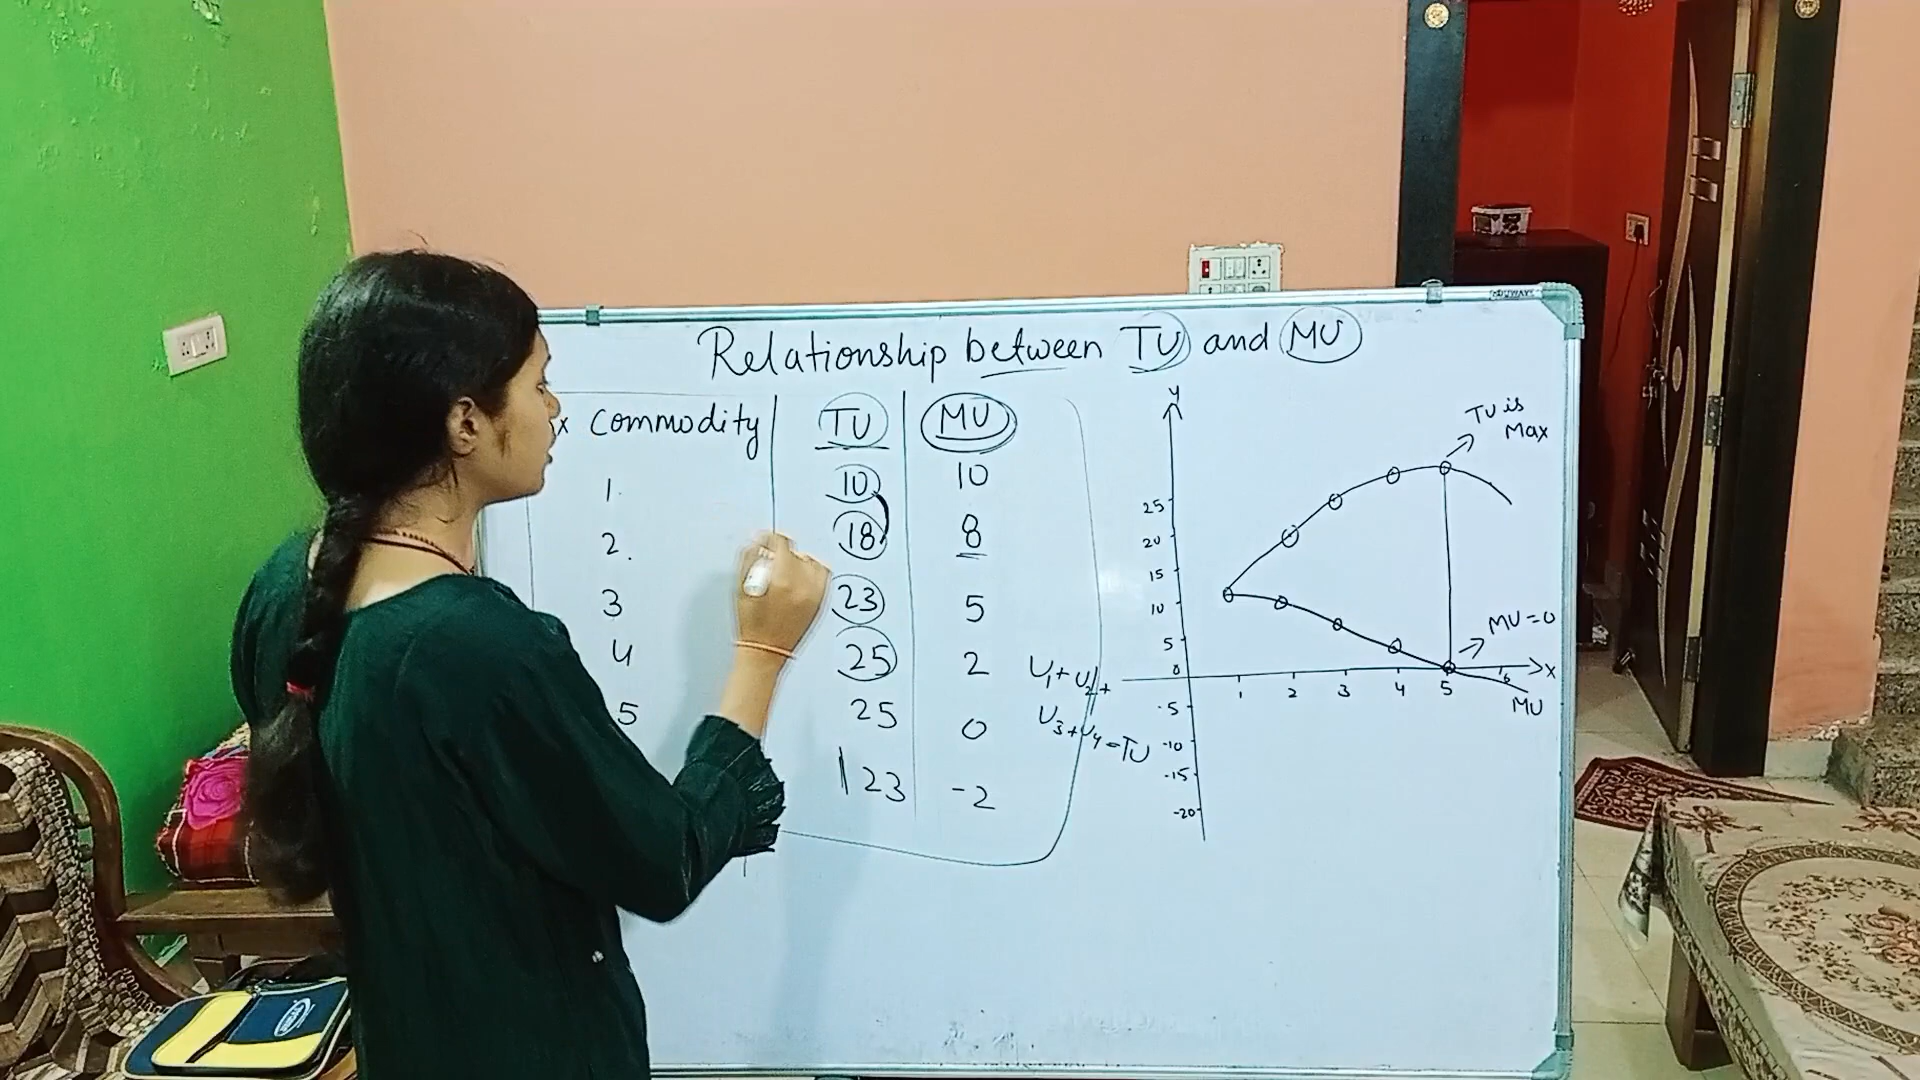 Relationship between TU and MU
x commodity TU MU
1. 10 10
2. 18 8
3 23 5
4 25 2
5 25 0
23 -2
U1+U2+
U3+U4=TU
y
TU is
Max
25
20
15
10
5
0
MU=0
1 2 3 4 5 6 x
MU
-5
-10
-15
-20